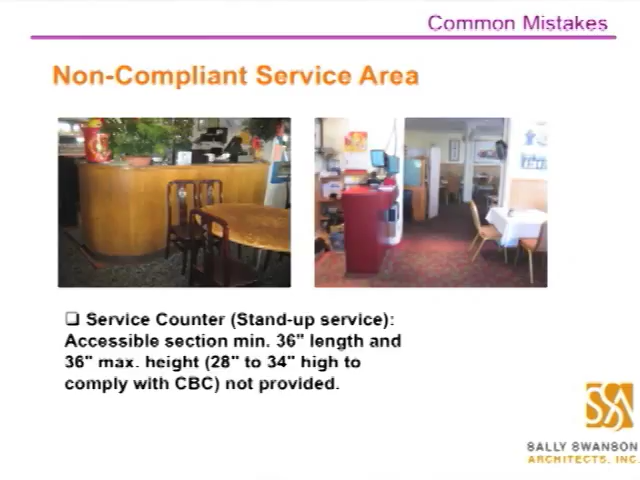 Common Mistakes
Non-Compliant Service Area
❑ Service Counter (Stand-up service):
Accessible section min. 36" length and
36" max. height (28" to 34" high to
comply with CBC) not provided.
SSA
SALLY SWANSON
ARCHITECTS, INC.